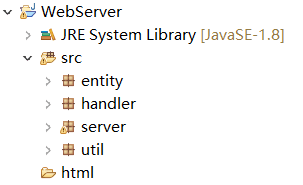 WebServer
JRE System Library [JavaSE-1.8]
src
entity
handler
server
util
html